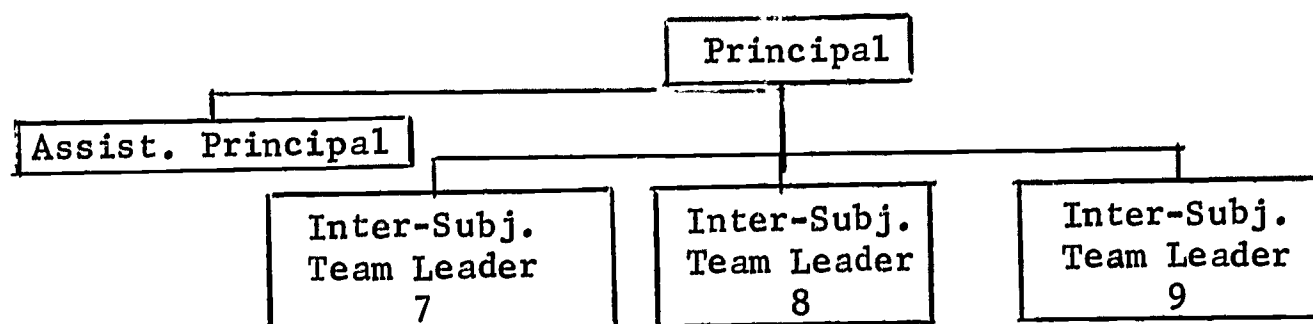 Principal
Assist. Principal
Inter-Subj.
Team Leader
7
Inter-Subj.
Team Leader
8
Inter-Subj.
Team Leader
9